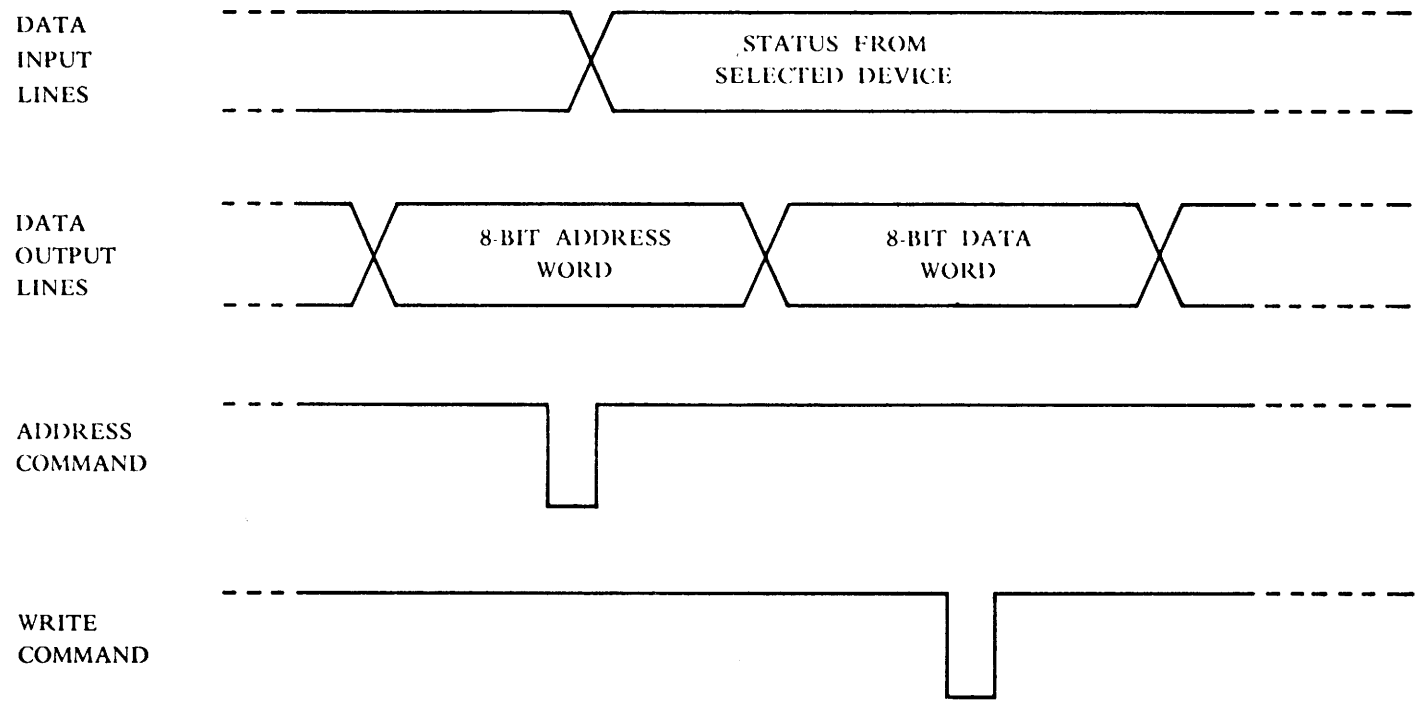 DATA
INPUT
LINES
STATUS FROM
SELECTED DEVICE
DATA
OUTPUT
LINES
8-BIT ADDRESS
WORD
8-BIT DATA
WORD
ADDRESS
COMMAND
WRITE
COMMAND